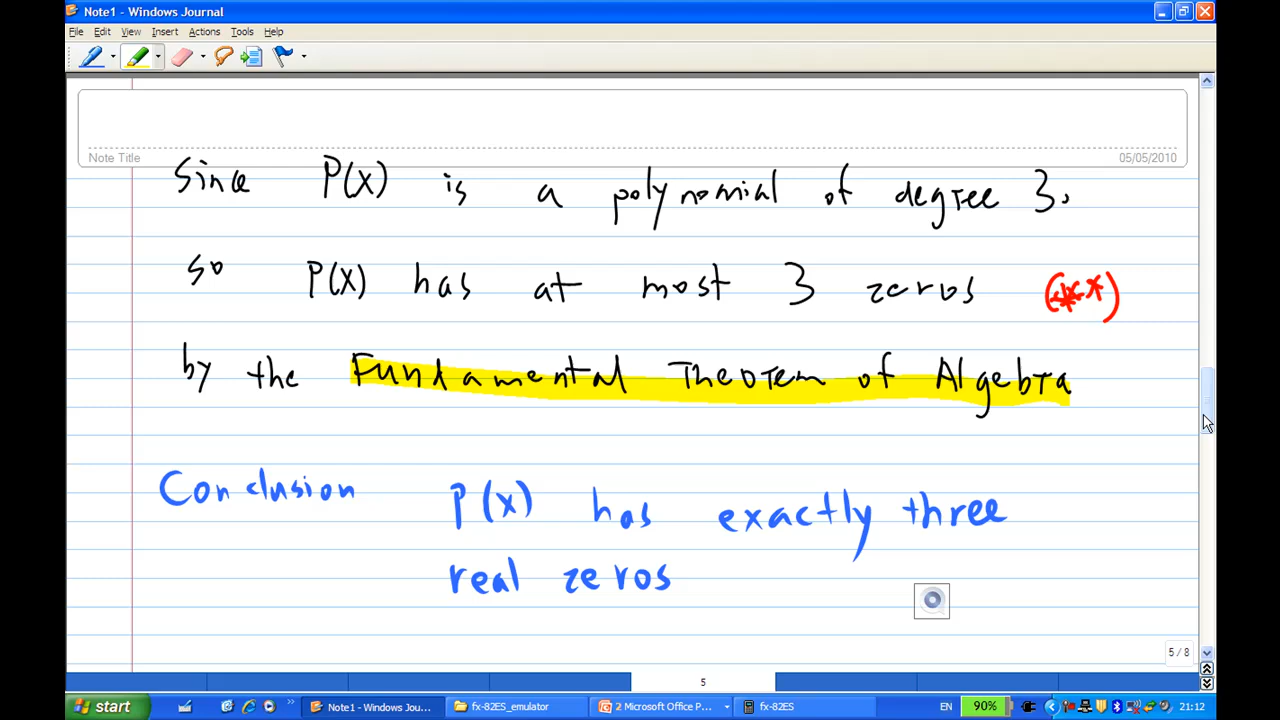 Note1 - Windows Journal
File Edit View Insert Actions Tools Help
Note Title
05/05/2010
Since P(X) is a polynomial of degree 3.
so P(X) has at most 3 zeros (**)
by the Fundamental Theorem of Algebra
Conclusion P(X) has exactly three
real zeros
5 / 8
5
start
Note1 - Windows Jou...
fx-82ES_emulator
2 Microsoft Office P...
fx-82ES
EN
90%
21:12